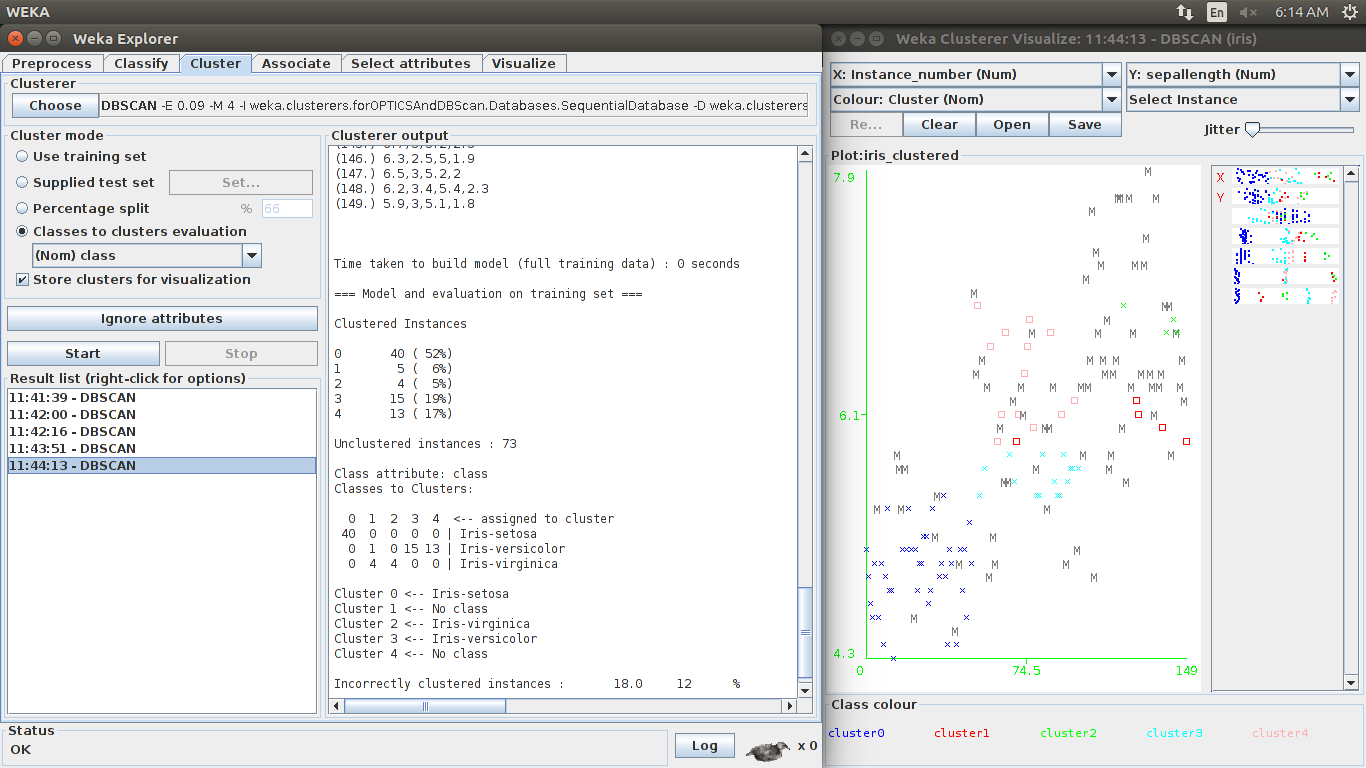 WEKA
En
6:14 AM
Weka Explorer
Preprocess
Classify
Cluster
Associate
Select attributes
Visualize
Clusterer
Choose
DBSCAN -E 0.09 -M 4 -I weka.clusterers.forOPTICSAndDBScan.Databases.SequentialDatabase -D weka.clusterers
Cluster mode
Use training set
Supplied test set
Set...
Percentage split
%
66
Classes to clusters evaluation
(Nom) class
Store clusters for visualization
Ignore attributes
Start
Stop
Result list (right-click for options)
11:41:39 - DBSCAN
11:42:00 - DBSCAN
11:42:16 - DBSCAN
11:43:51 - DBSCAN
11:44:13 - DBSCAN
Clusterer output
(146.) 6.3,2.5,5,1.9
(147.) 6.5,3,5.2,2
(148.) 6.2,3.4,5.4,2.3
(149.) 5.9,3,5.1,1.8
Time taken to build model (full training data) : 0 seconds
=== Model and evaluation on training set ===
Clustered Instances
0 40 ( 52%)
1 5 ( 6%)
2 4 ( 5%)
3 15 ( 19%)
4 13 ( 17%)
Unclustered instances : 73
Class attribute: class
Classes to Clusters:
0 1 2 3 4 <-- assigned to cluster
40 0 0 0 0 | Iris-setosa
0 1 0 15 13 | Iris-versicolor
0 4 4 0 0 | Iris-virginica
Cluster 0 <-- Iris-setosa
Cluster 1 <-- No class
Cluster 2 <-- Iris-virginica
Cluster 3 <-- Iris-versicolor
Cluster 4 <-- No class
Incorrectly clustered instances : 18.0 12 %
Status
OK
Log
x 0
Weka Clusterer Visualize: 11:44:13 - DBSCAN (iris)
X: Instance_number (Num)
Y: sepallength (Num)
Colour: Cluster (Nom)
Select Instance
Re...
Clear
Open
Save
Jitter
Plot:iris_clustered
7.9
6.1
4.3
0
74.5
149
X
Y
Class colour
cluster0
cluster1
cluster2
cluster3
cluster4